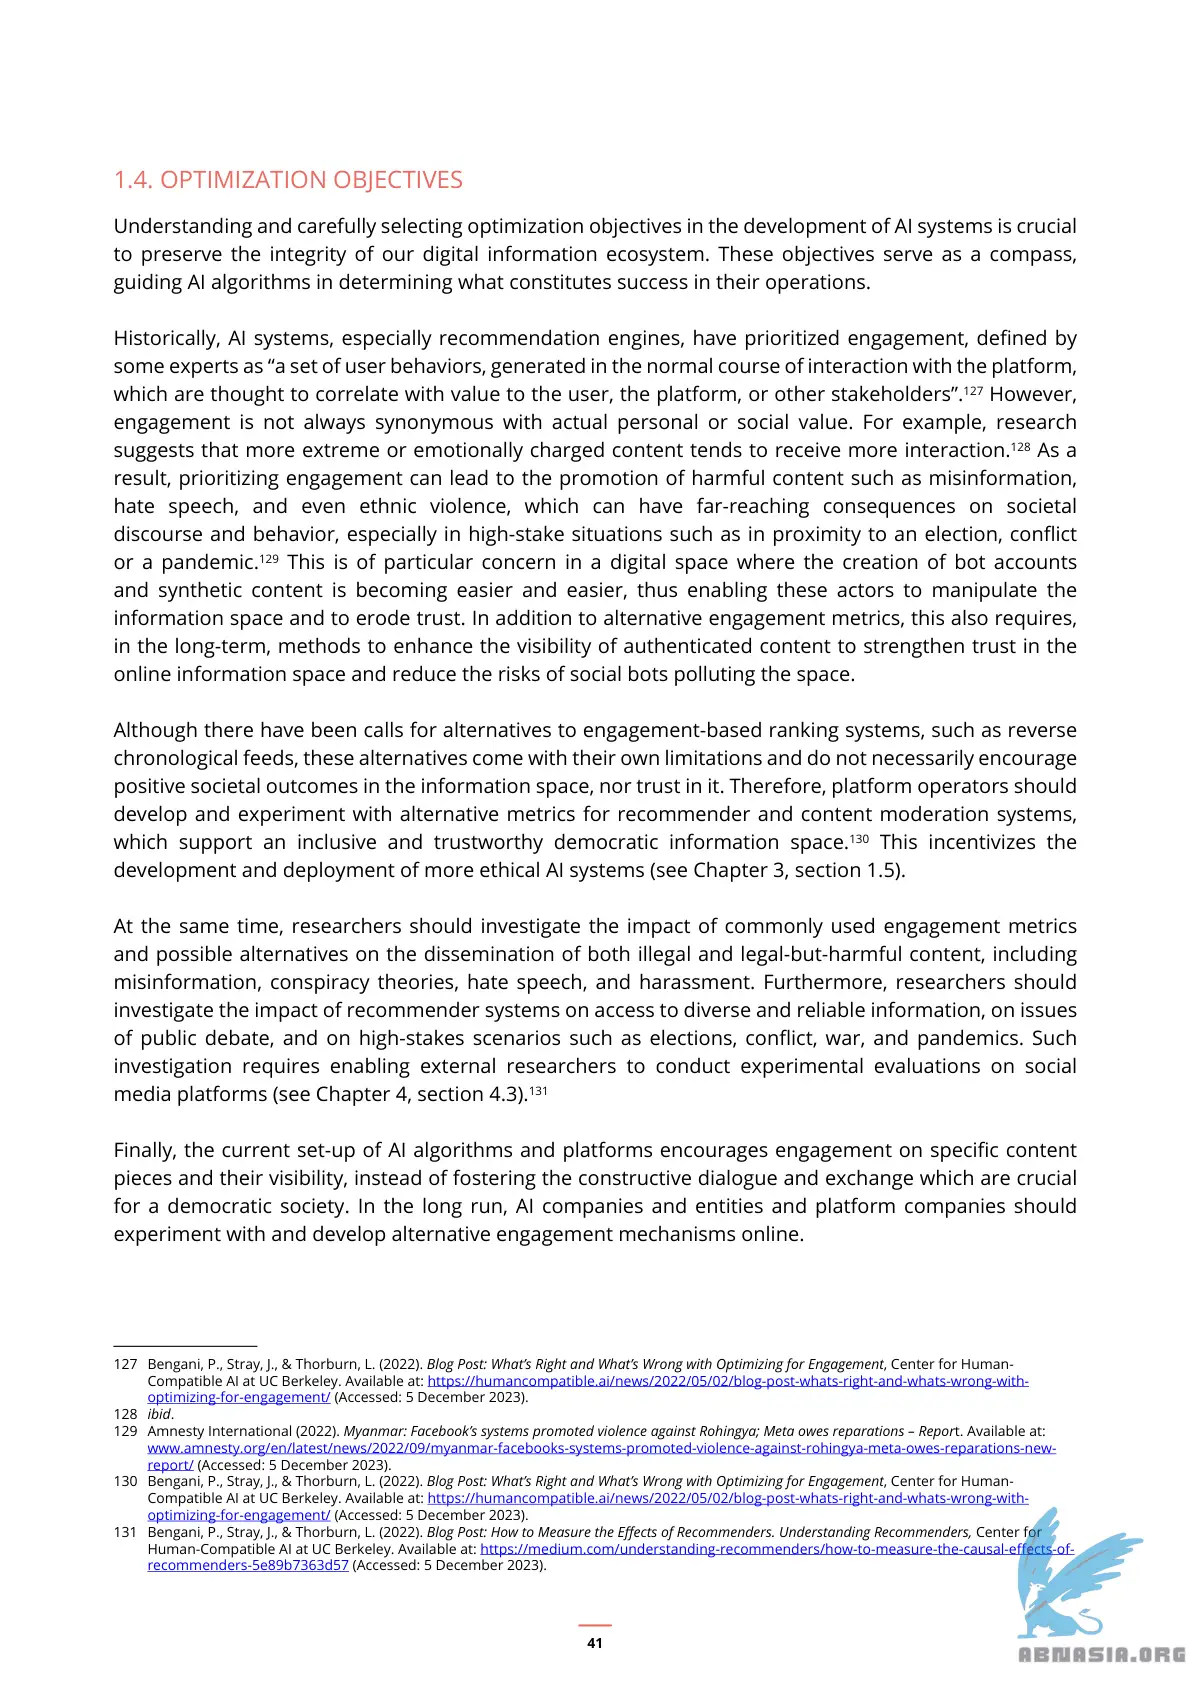 1.4. OPTIMIZATION OBJECTIVES
Understanding and carefully selecting optimization objectives in the development of AI systems is crucial
to preserve the integrity of our digital information ecosystem. These objectives serve as a compass,
guiding AI algorithms in determining what constitutes success in their operations.
Historically, AI systems, especially recommendation engines, have prioritized engagement, defined by
some experts as “a set of user behaviors, generated in the normal course of interaction with the platform,
which are thought to correlate with value to the user, the platform, or other stakeholders”.127 However,
engagement is not always synonymous with actual personal or social value. For example, research
suggests that more extreme or emotionally charged content tends to receive more interaction.128 As a
result, prioritizing engagement can lead to the promotion of harmful content such as misinformation,
hate speech, and even ethnic violence, which can have far-reaching consequences on societal
discourse and behavior, especially in high-stake situations such as in proximity to an election, conflict
or a pandemic.129 This is of particular concern in a digital space where the creation of bot accounts
and synthetic content is becoming easier and easier, thus enabling these actors to manipulate the
information space and to erode trust. In addition to alternative engagement metrics, this also requires,
in the long-term, methods to enhance the visibility of authenticated content to strengthen trust in the
online information space and reduce the risks of social bots polluting the space.
Although there have been calls for alternatives to engagement-based ranking systems, such as reverse
chronological feeds, these alternatives come with their own limitations and do not necessarily encourage
positive societal outcomes in the information space, nor trust in it. Therefore, platform operators should
develop and experiment with alternative metrics for recommender and content moderation systems,
which support an inclusive and trustworthy democratic information space.130 This incentivizes the
development and deployment of more ethical AI systems (see Chapter 3, section 1.5).
At the same time, researchers should investigate the impact of commonly used engagement metrics
and possible alternatives on the dissemination of both illegal and legal-but-harmful content, including
misinformation, conspiracy theories, hate speech, and harassment. Furthermore, researchers should
investigate the impact of recommender systems on access to diverse and reliable information, on issues
of public debate, and on high-stakes scenarios such as elections, conflict, war, and pandemics. Such
investigation requires enabling external researchers to conduct experimental evaluations on social
media platforms (see Chapter 4, section 4.3).131
Finally, the current set-up of AI algorithms and platforms encourages engagement on specific content
pieces and their visibility, instead of fostering the constructive dialogue and exchange which are crucial
for a democratic society. In the long run, AI companies and entities and platform companies should
experiment with and develop alternative engagement mechanisms online.
127 Bengani, P., Stray, J., & Thorburn, L. (2022). Blog Post: What’s Right and What’s Wrong with Optimizing for Engagement, Center for Human-
Compatible AI at UC Berkeley. Available at: https://humancompatible.ai/news/2022/05/02/blog-post-whats-right-and-whats-wrong-with-
optimizing-for-engagement/ (Accessed: 5 December 2023).
128 ibid.
129 Amnesty International (2022). Myanmar: Facebook’s systems promoted violence against Rohingya; Meta owes reparations – Report. Available at:
www.amnesty.org/en/latest/news/2022/09/myanmar-facebooks-systems-promoted-violence-against-rohingya-meta-owes-reparations-new-
report/ (Accessed: 5 December 2023).
130 Bengani, P., Stray, J., & Thorburn, L. (2022). Blog Post: What’s Right and What’s Wrong with Optimizing for Engagement, Center for Human-
Compatible AI at UC Berkeley. Available at: https://humancompatible.ai/news/2022/05/02/blog-post-whats-right-and-whats-wrong-with-
optimizing-for-engagement/ (Accessed: 5 December 2023).
131 Bengani, P., Stray, J., & Thorburn, L. (2022). Blog Post: How to Measure the Effects of Recommenders. Understanding Recommenders, Center for
Human-Compatible AI at UC Berkeley. Available at: https://medium.com/understanding-recommenders/how-to-measure-the-causal-effects-of-
recommenders-5e89b7363d57 (Accessed: 5 December 2023).
41
ABNASIA.ORG